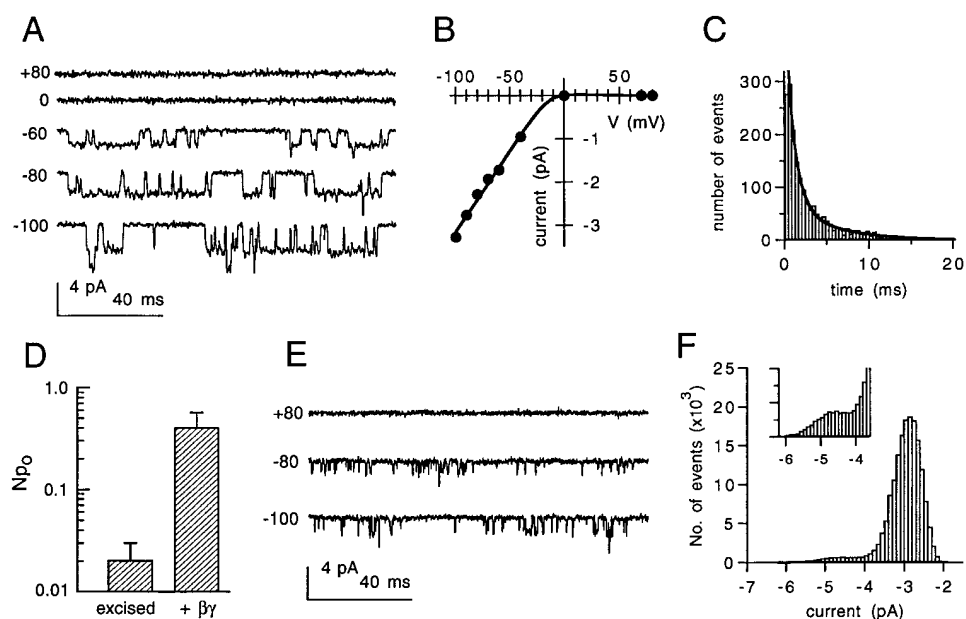 A
+80
0
-60
-80
-100
4 pA
40 ms
B
-100
-50
50
V (mV)
-1
-2
-3
current (pA)
C
300
200
100
0
number of events
0
10
20
time (ms)
D
1.0
0.1
0.01
Npo
excised
+ βγ
E
+80
-80
-100
4 pA
40 ms
F
25
20
15
10
5
0
No. of events (x10³)
-6
-5
-4
-7
-6
-5
-4
-3
-2
current (pA)